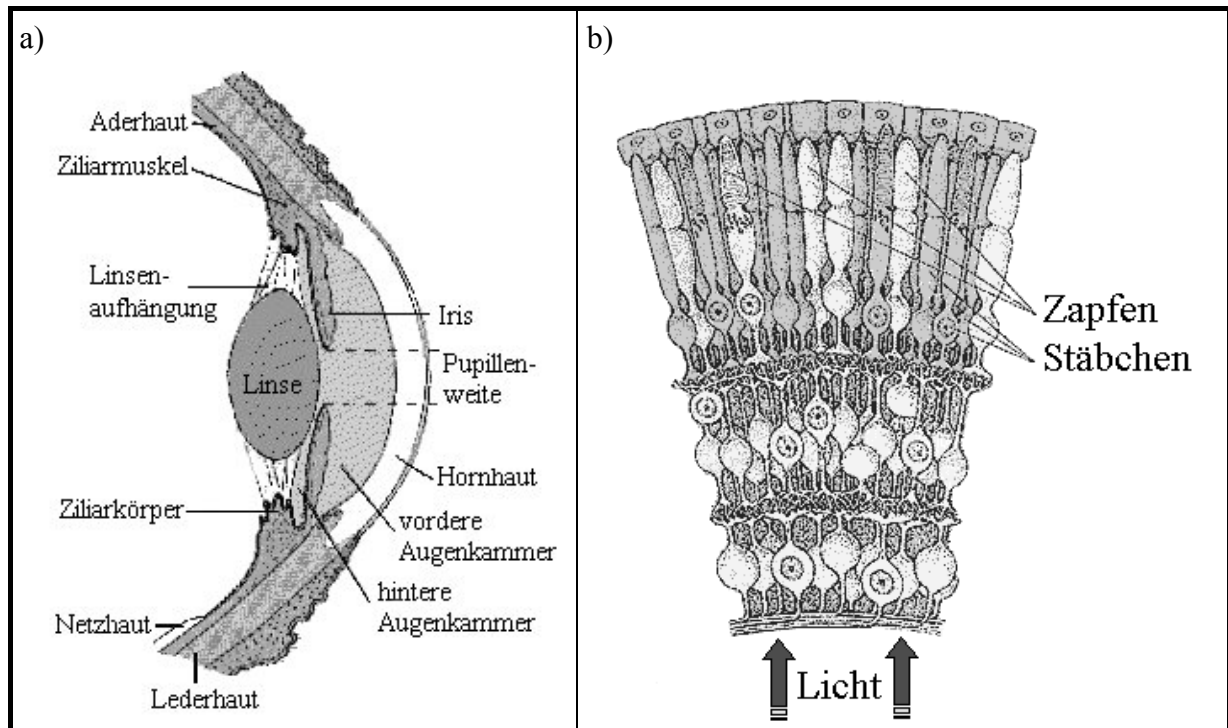 a)
Aderhaut
Ziliarmuskel
Linsen-
aufhängung
Linse
Iris
Pupillen-
weite
Hornhaut
Ziliarkörper
vordere
Augenkammer
hintere
Augenkammer
Netzhaut
Lederhaut
b)
Zapfen
Stäbchen
Licht